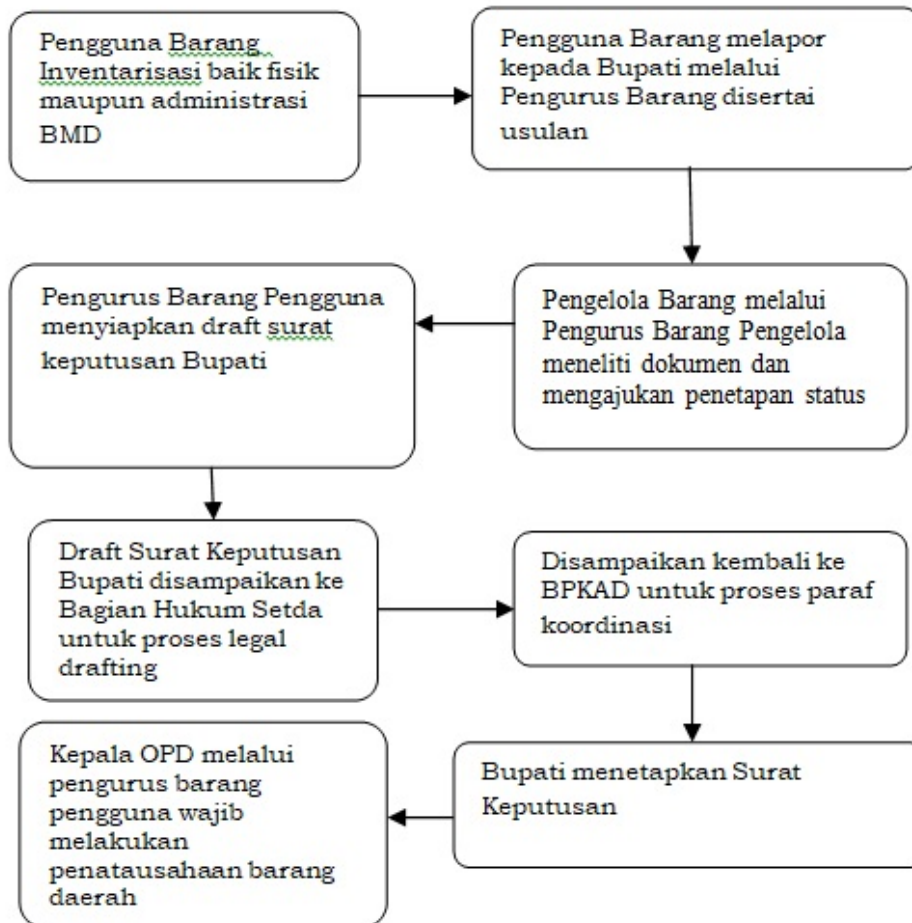 Pengguna Barang
Inventarisasi baik fisik
maupun administrasi
BMD
Pengguna Barang melapor
kepada Bupati melalui
Pengurus Barang disertai
usulan
Pengelola Barang melalui
Pengurus Barang Pengelola
meneliti dokumen dan
mengajukan penetapan status
Pengurus Barang Pengguna
menyiapkan draft surat
keputusan Bupati
Draft Surat Keputusan
Bupati disampaikan ke
Bagian Hukum Setda
untuk proses legal
drafting
Disampaikan kembali ke
BPKAD untuk proses paraf
koordinasi
Bupati menetapkan Surat
Keputusan
Kepala OPD melalui
pengurus barang
pengguna wajib
melakukan
penatausahaan barang
daerah